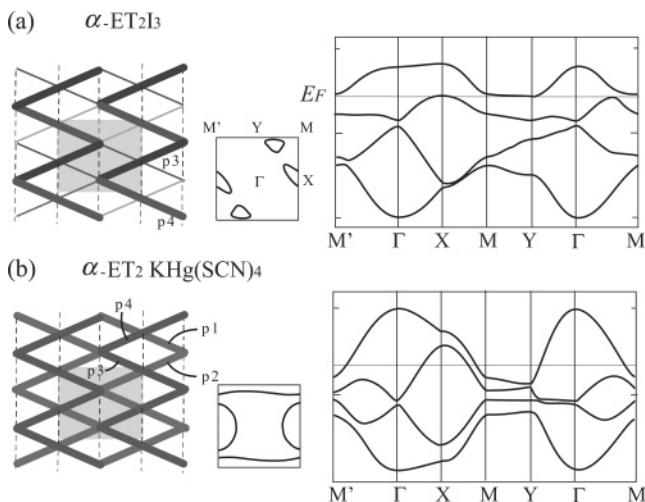 (a) α-ET2I3
EF
M' Y M
p3
Γ X
p4
M' Γ X M Y Γ M
(b) α-ET2 KHg(SCN)4
p4
p1
p3
p2
M' Γ X M Y Γ M